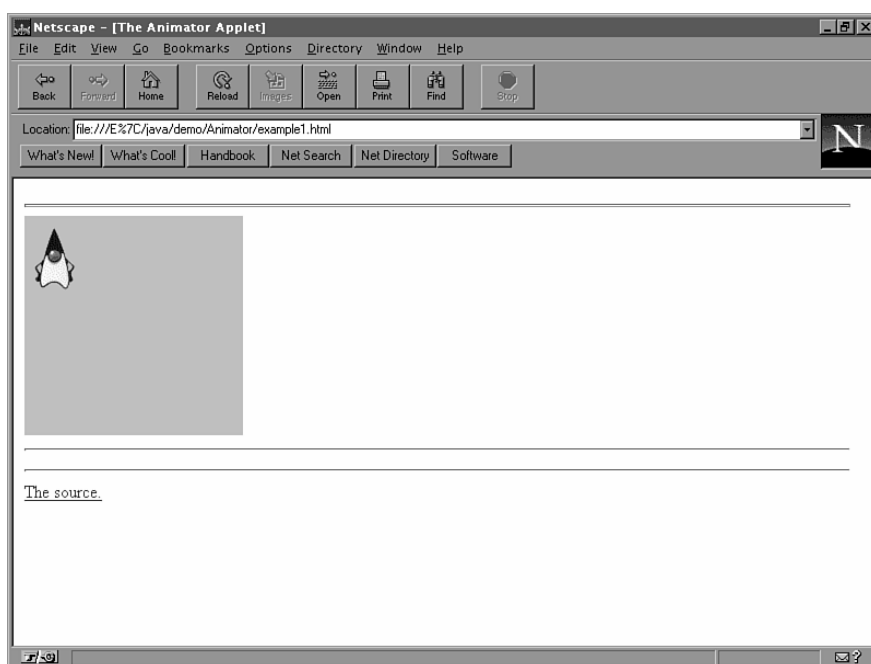 Netscape - [The Animator Applet]
File Edit View Go Bookmarks Options Directory Window Help
Back Forward Home Reload Images Open Print Find Stop
Location: file:///E%7C/java/demo/Animator/example1.html
N
What's New! What's Cool! Handbook Net Search Net Directory Software
The source.
?